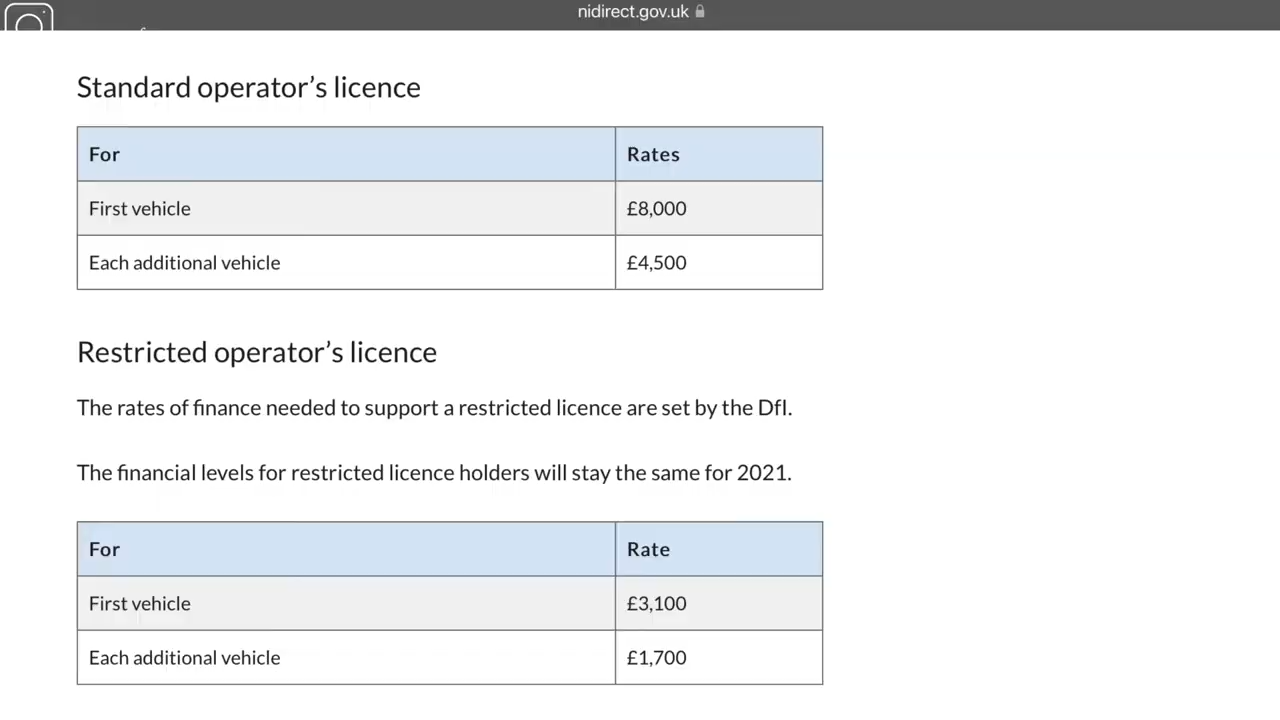 nidirect.gov.uk
Standard operator’s licence
For Rates
First vehicle £8,000
Each additional vehicle £4,500
Restricted operator’s licence
The rates of finance needed to support a restricted licence are set by the DfI.
The financial levels for restricted licence holders will stay the same for 2021.
For Rate
First vehicle £3,100
Each additional vehicle £1,700